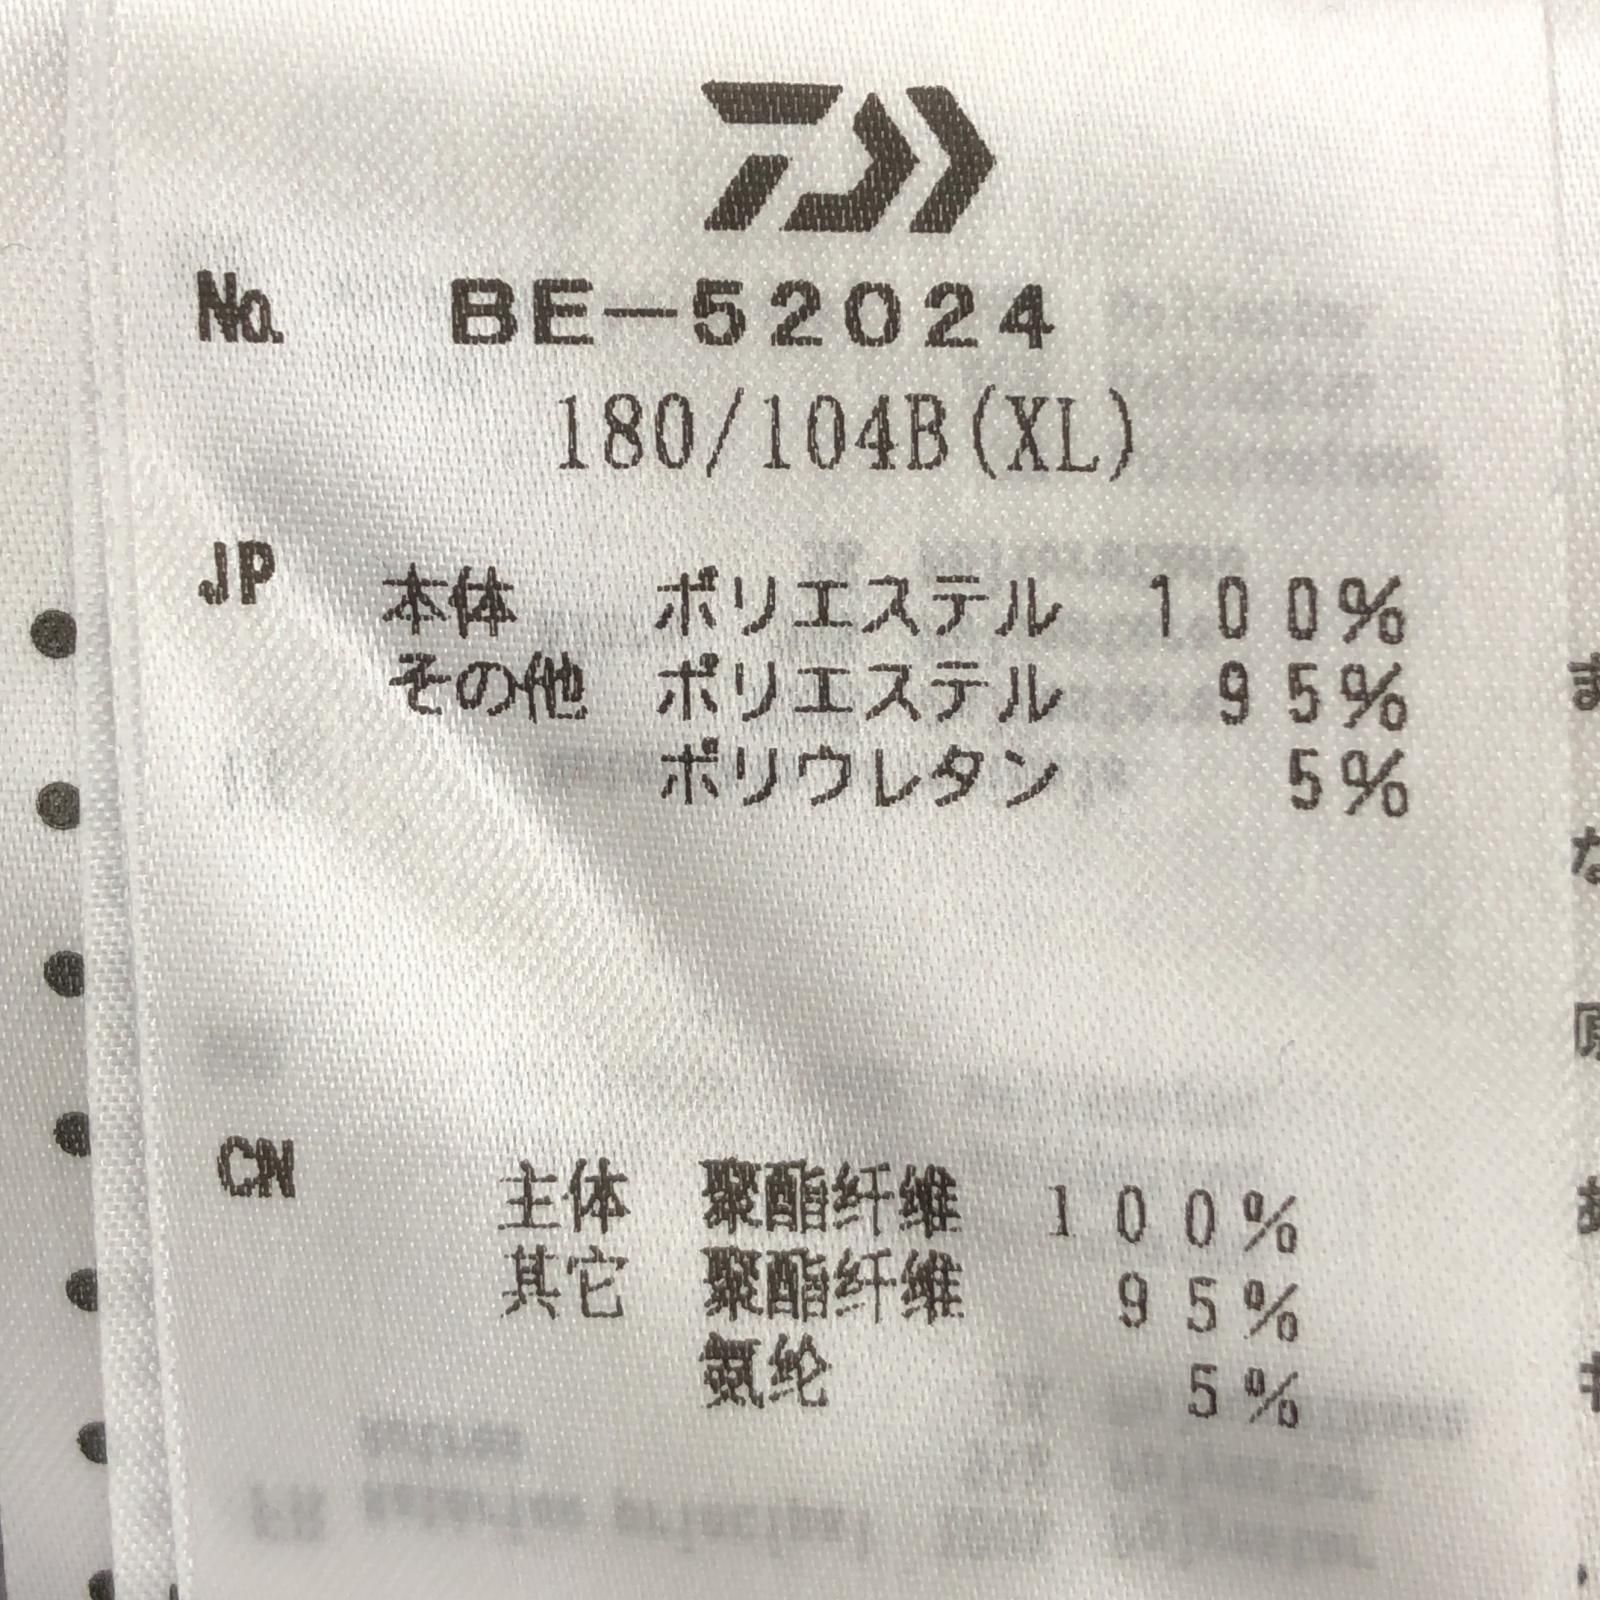 No. BE-52024
180/104B(XL)
JP
本体 ポリエステル 100%
その他 ポリエステル 95%
ポリウレタン 5%
CN
主体 聚酯纤维 100%
其它 聚酯纤维 95%
氨纶 5%